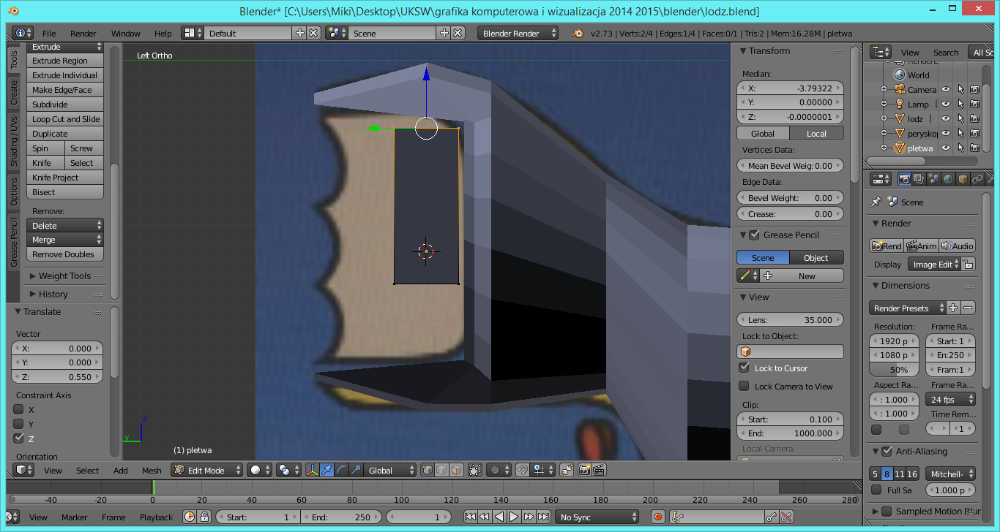 Blender* [C:\Users\Miki\Desktop\UKSW\grafika komputerowa i wizualizacja 2014 2015\blender\lodz.blend]
File Render Window Help Default Scene Blender Render v2.73 | Verts:2/4 | Edges:1/4 | Faces:0/1 | Tris:2 | Mem:16.28M | pletwa
Tools
Create
Shading / UVs
Options
Grease Pencil
Extrude
Extrude Region
Extrude Individual
Make Edge/Face
Subdivide
Loop Cut and Slide
Duplicate
Spin Screw
Knife Select
Knife Project
Bisect
Remove:
Delete
Merge
Remove Doubles
Weight Tools
History
Translate
Vector
X: 0.000
Y: 0.000
Z: 0.550
Constraint Axis
X
Y
Z
Orientation
Left Ortho
z
y
(1) pletwa
Transform
Median:
X: -3.79322
Y: 0.00000
Z: -0.0000001
Global Local
Vertices Data:
Mean Bevel Weig: 0.00
Edge Data:
Bevel Weight: 0.00
Crease: 0.00
Grease Pencil
Scene Object
New
View
Lens: 35.000
Lock to Object:
Lock to Cursor
Lock Camera to View
Clip:
Start: 0.100
End: 1000.000
Local Camera:
View Search All Sc
World
Camera
Lamp
lodz
perysko
pletwa
Scene
Render
Rend Anim Audio
Display Image Edit
Dimensions
Render Presets
Resolution: Frame Ra...
1920 p Start: 1
1080 p En:250
50% Fram:1
Aspect Ra... Frame Ra...
: 1.000 24 fps
: 1.000 Time Rem...
1
Anti-Aliasing
5 8 11 16 Mitchell-
Full Sa 1.000 p
Sampled Motion Blur
View Select Add Mesh Edit Mode Global
-40 -20 0 20 40 60 80 100 120 140 160 180 200 220 240 260 280
View Marker Frame Playback Start: 1 End: 250 1 No Sync